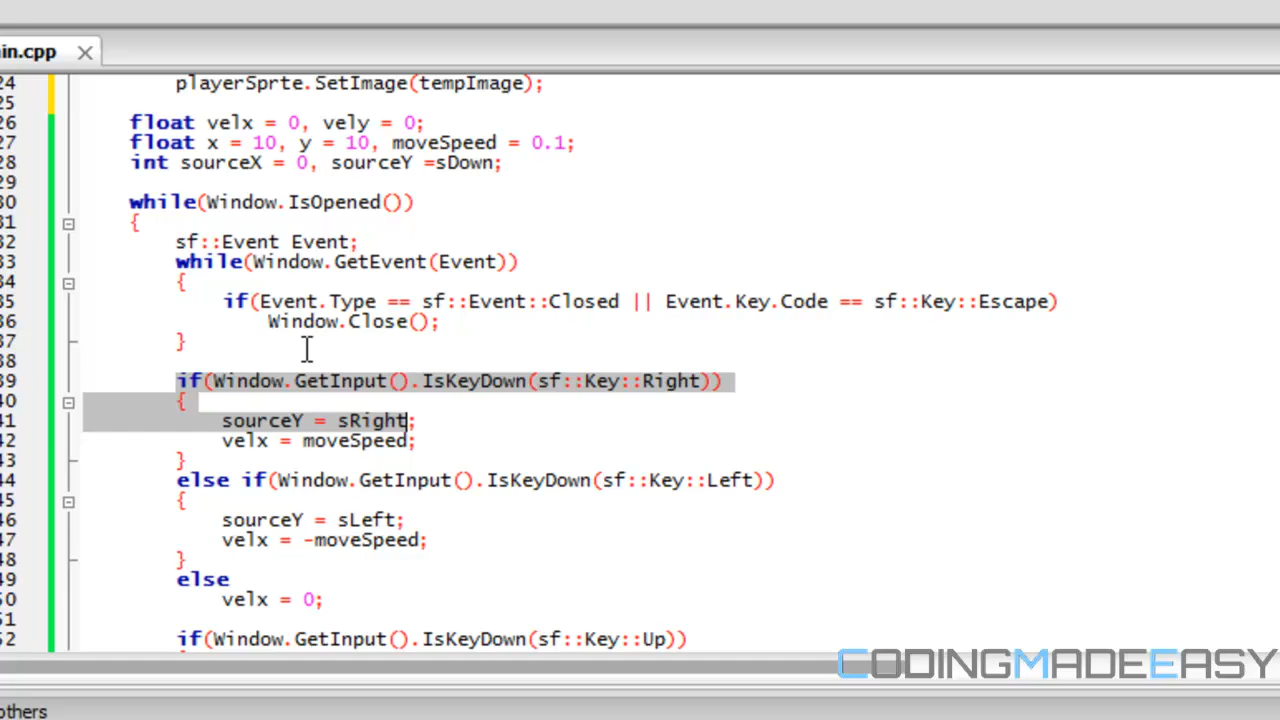 in.cpp
24 playerSprte.SetImage(tempImage);
25
26 float velx = 0, vely = 0;
27 float x = 10, y = 10, moveSpeed = 0.1;
28 int sourceX = 0, sourceY =sDown;
29
30 while(Window.IsOpened())
31 {
32 sf::Event Event;
33 while(Window.GetEvent(Event))
34 {
35 if(Event.Type == sf::Event::Closed || Event.Key.Code == sf::Key::Escape)
36 Window.Close();
37 }
38
39 if(Window.GetInput().IsKeyDown(sf::Key::Right))
40 {
41 sourceY = sRight;
42 velx = moveSpeed;
43 }
44 else if(Window.GetInput().IsKeyDown(sf::Key::Left))
45 {
46 sourceY = sLeft;
47 velx = -moveSpeed;
48 }
49 else
50 velx = 0;
51
52 if(Window.GetInput().IsKeyDown(sf::Key::Up))
CODINGMADEEASY
others